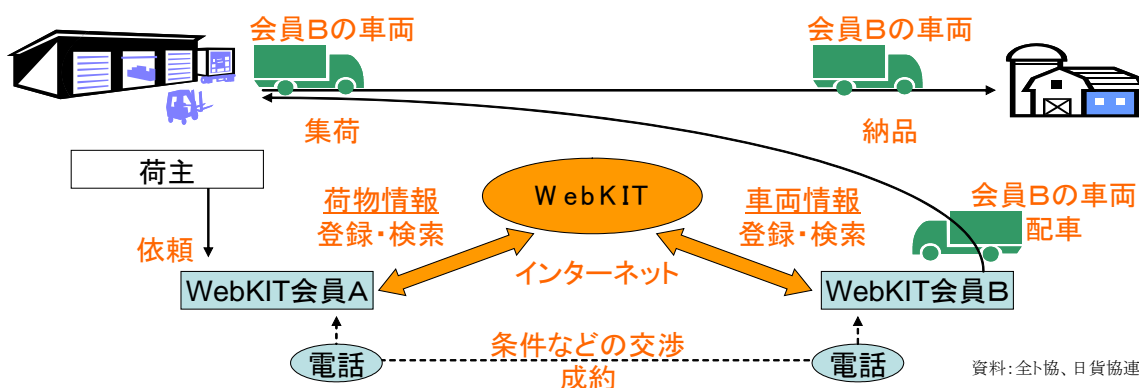 会員Bの車両
会員Bの車両
集荷
納品
荷主
WebKIT
荷物情報
登録・検索
車両情報
登録・検索
会員Bの車両
配車
依頼
インターネット
WebKIT会員A
WebKIT会員B
条件などの交渉
電話
電話
成約
資料:全ト協、日貨協連